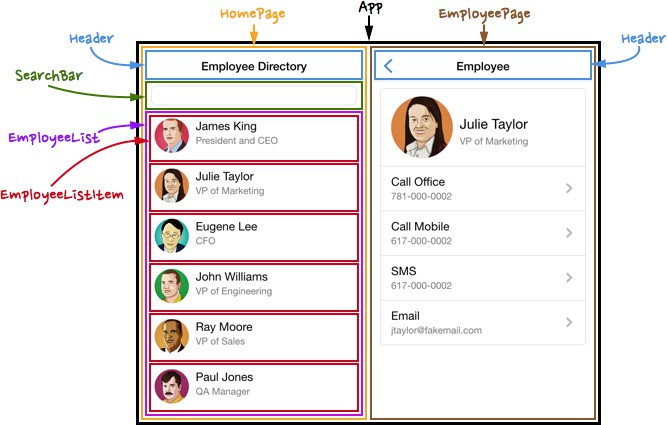 App
HomePage
EmployeePage
Header
Header
SearchBar
EmployeeList
EmployeeListItem
Employee Directory
James King
President and CEO
Julie Taylor
VP of Marketing
Eugene Lee
CFO
John Williams
VP of Engineering
Ray Moore
VP of Sales
Paul Jones
QA Manager
Employee
Julie Taylor
VP of Marketing
Call Office
781-000-0002
Call Mobile
617-000-0002
SMS
617-000-0002
Email
jtaylor@fakemail.com